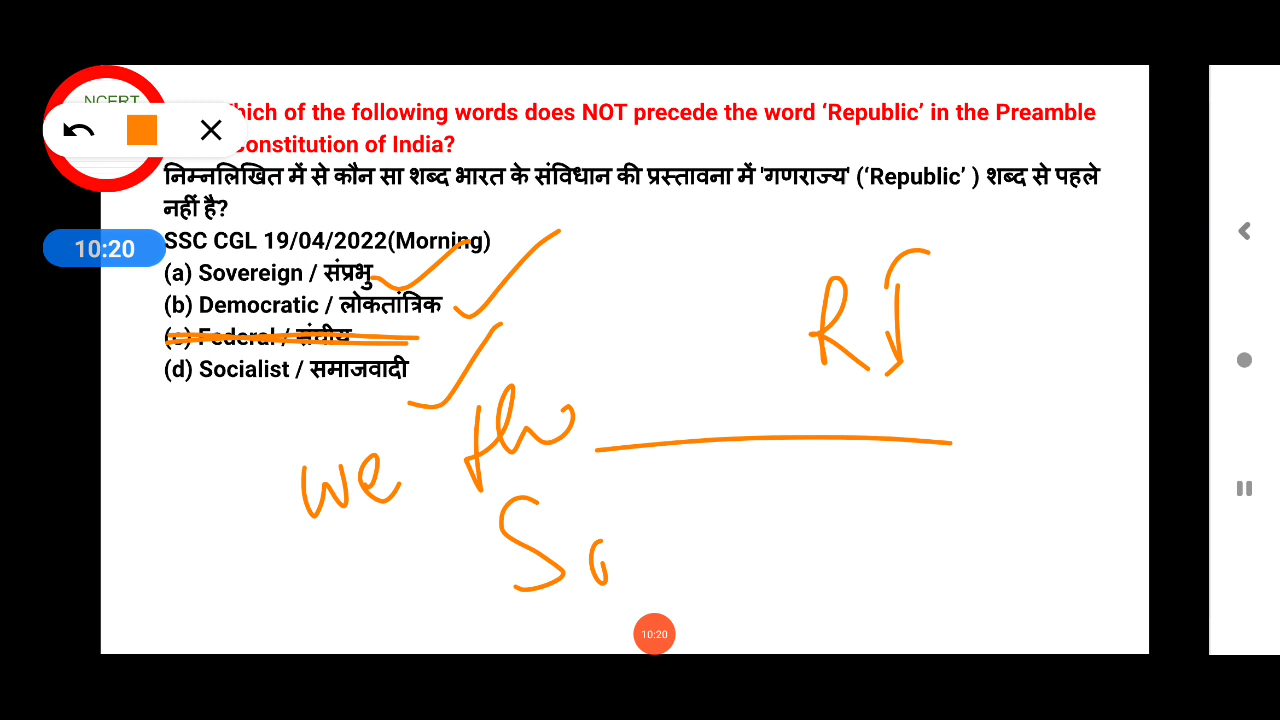 NCERT
hich of the following words does NOT precede the word ‘Republic’ in the Preamble
onstitution of India?
निम्नलिखित में से कौन सा शब्द भारत के संविधान की प्रस्तावना में 'गणराज्य' (‘Republic’ ) शब्द से पहले
नहीं है?
10:20
SSC CGL 19/04/2022(Morning)
(a) Sovereign / संप्रभु
(b) Democratic / लोकतांत्रिक
(c) Federal / संघीय
(d) Socialist / समाजवादी
we the
So
10:20